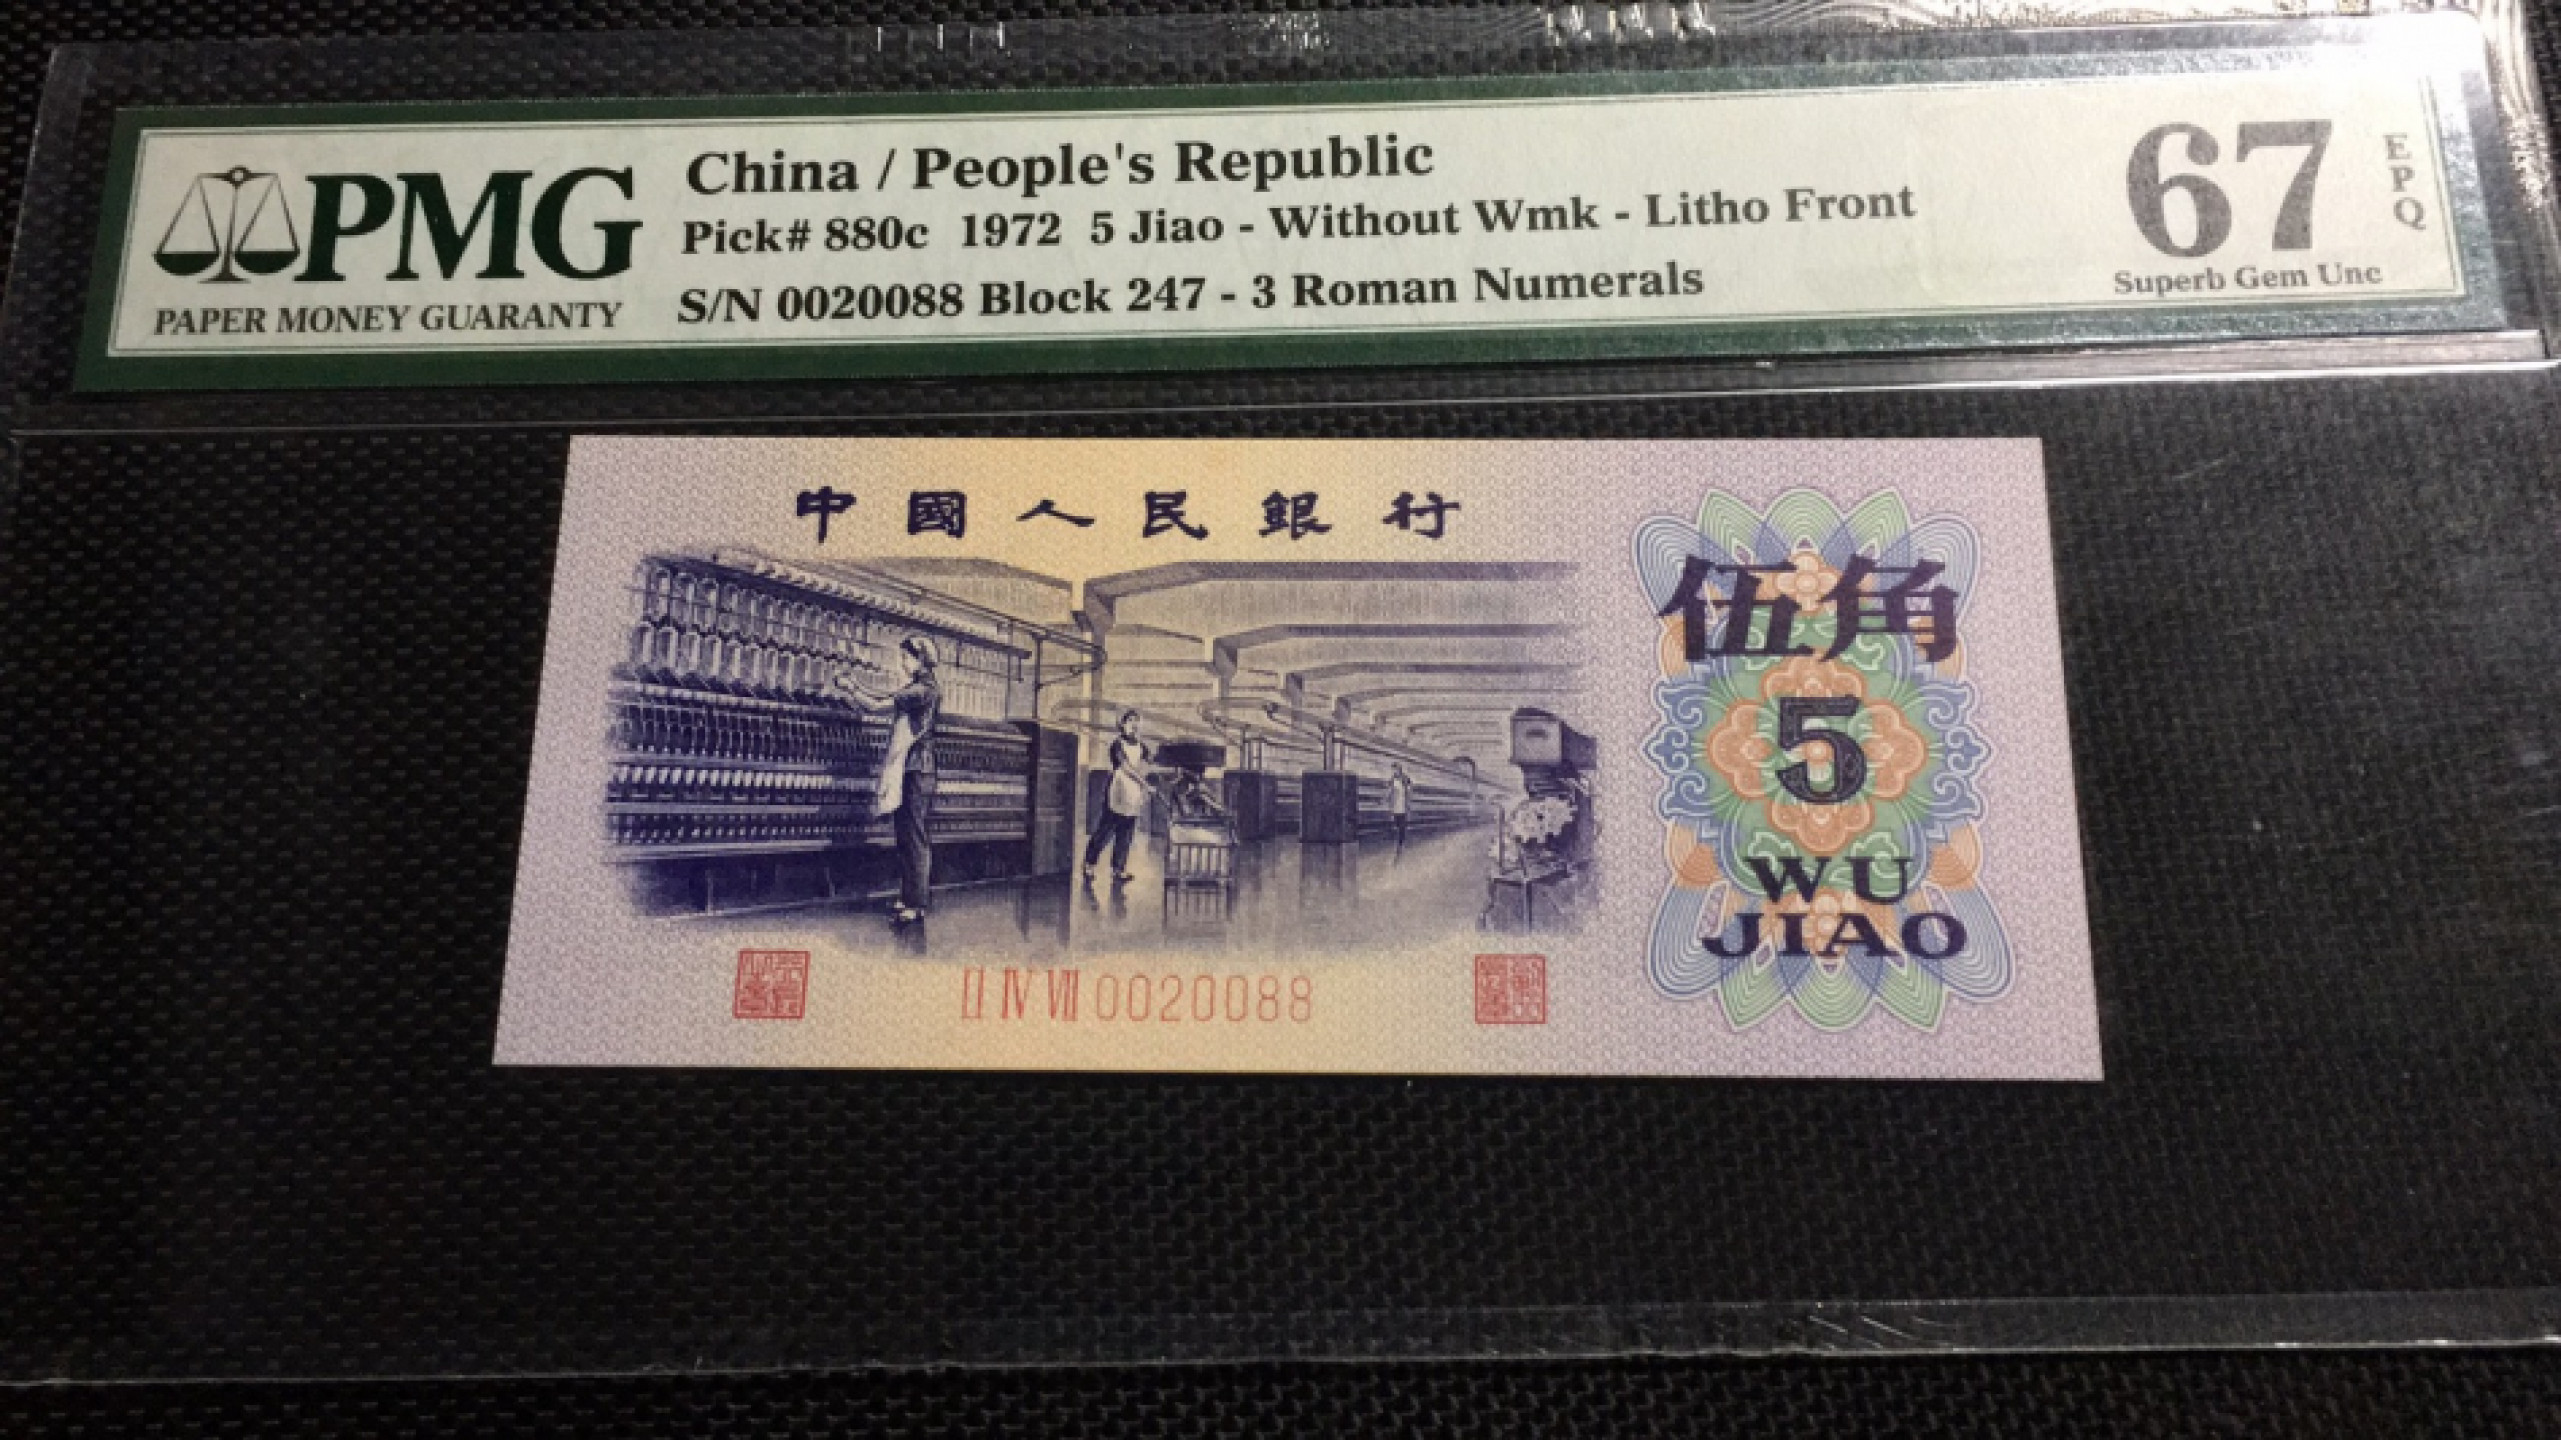 PMG
PAPER MONEY GUARANTY
China / People's Republic
Pick# 880c 1972 5 Jiao - Without Wmk - Litho Front
S/N 0020088 Block 247 - 3 Roman Numerals
67
EPQ
Superb Gem Unc
中國人民銀行
伍角
5
WU
JIAO
II IV VII 0020088